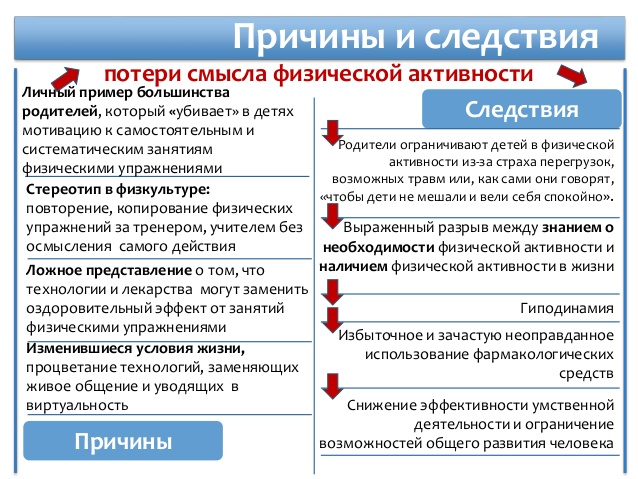 Причины и следствия
потери смысла физической активности
Личный пример большинства
родителей, который «убивает» в детях
мотивацию к самостоятельным и
систематическим занятиям
физическими упражнениями
Стереотип в физкультуре:
повторение, копирование физических
упражнений за тренером, учителем без
осмысления самого действия
Ложное представление о том, что
технологии и лекарства могут заменить
оздоровительный эффект от занятий
физическими упражнениями
Изменившиеся условия жизни,
процветание технологий, заменяющих
живое общение и уводящих в
виртуальность
Причины
Следствия
Родители ограничивают детей в физической
активности из-за страха перегрузок,
возможных травм или, как сами они говорят,
«чтобы дети не мешали и вели себя спокойно».
Выраженный разрыв между знанием о
необходимости физической активности и
наличием физической активности в жизни
Гиподинамия
Избыточное и зачастую неоправданное
использование фармакологических
средств
Снижение эффективности умственной
деятельности и ограничение
возможностей общего развития человека